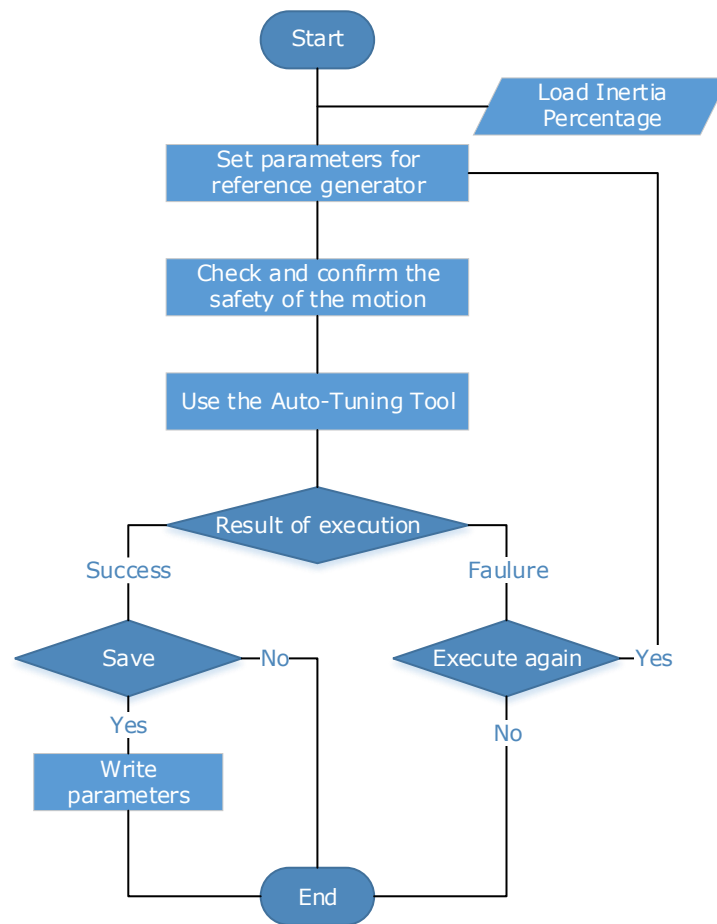 Start
Load Inertia
Percentage
Set parameters for
reference generator
Check and confirm the
safety of the motion
Use the Auto-Tuning Tool
Result of execution
Success
Faulure
Save
No
Execute again
Yes
Yes
No
Write
parameters
End